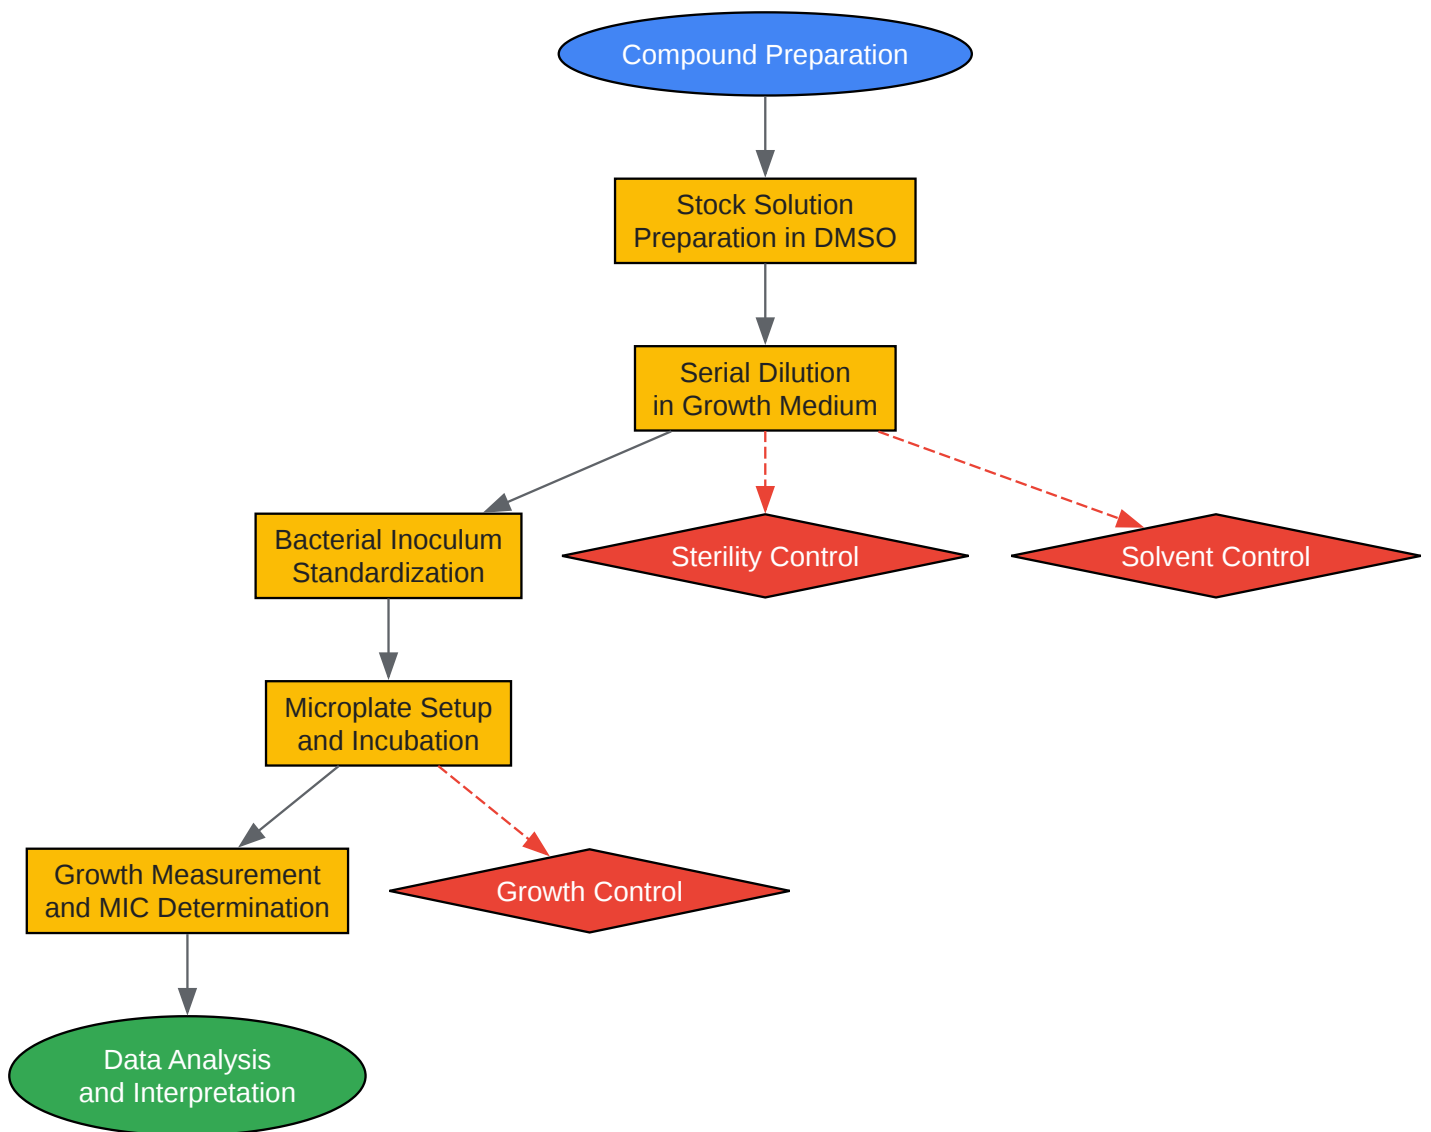 Compound Preparation
Stock Solution
Preparation in DMSO
Serial Dilution
in Growth Medium
Bacterial Inoculum
Standardization
Sterility Control
Solvent Control
Microplate Setup
and Incubation
Growth Measurement
and MIC Determination
Growth Control
Data Analysis
and Interpretation